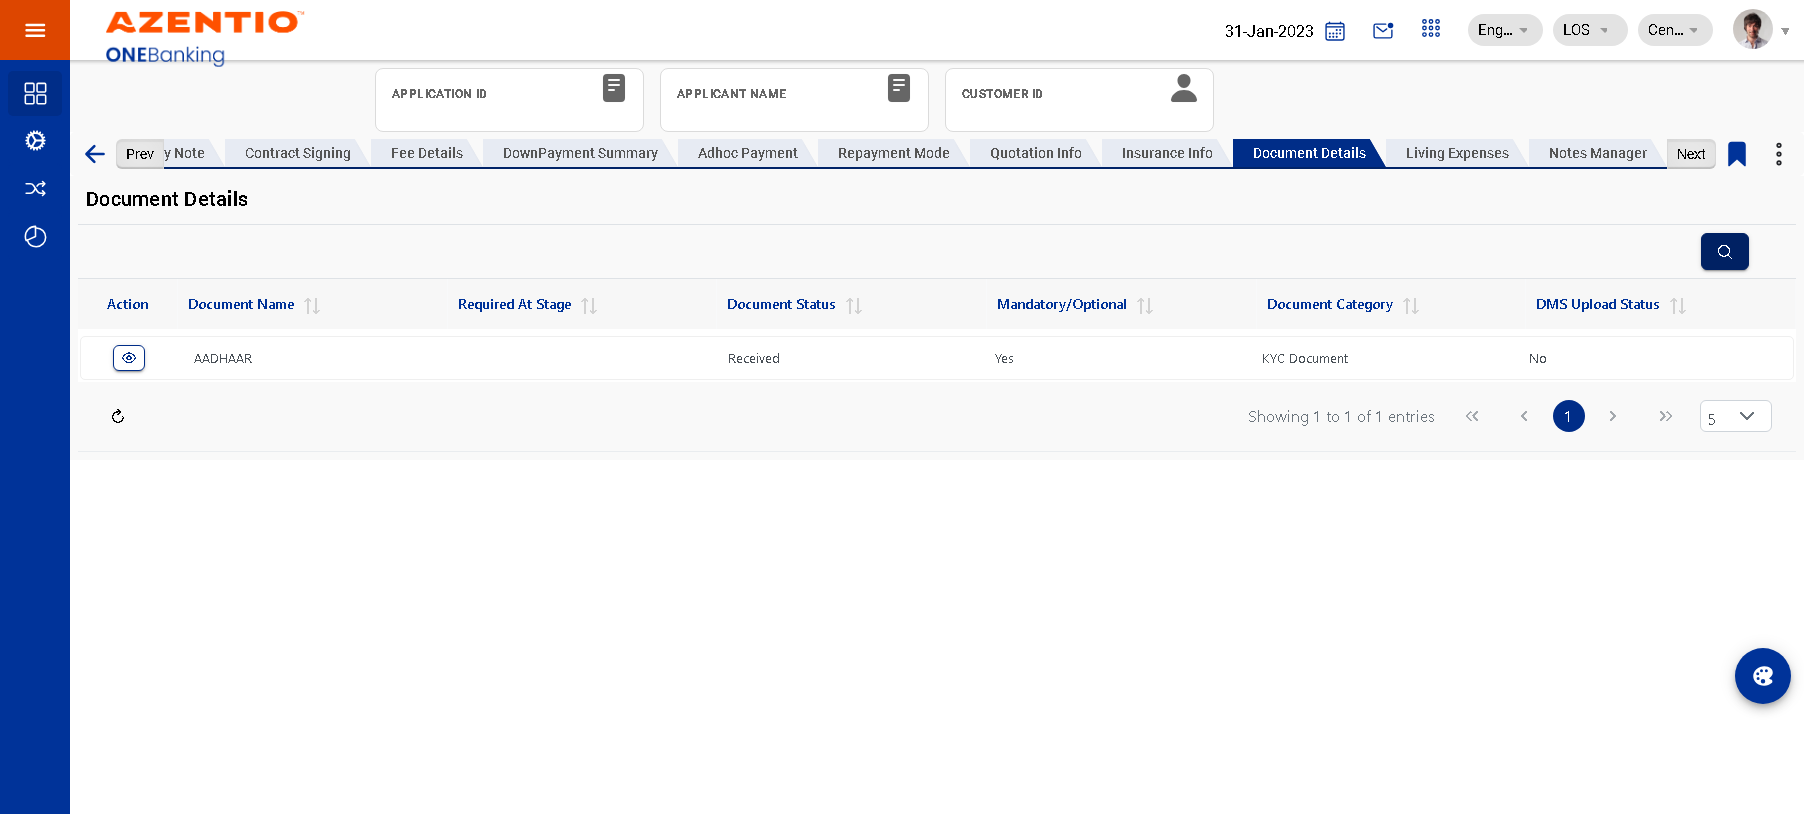 AZENTIO™
ONEBanking
31-Jan-2023
Eng...
LOS
Cen...
APPLICATION ID
APPLICANT NAME
CUSTOMER ID
Prev
y Note
Contract Signing
Fee Details
DownPayment Summary
Adhoc Payment
Repayment Mode
Quotation Info
Insurance Info
Document Details
Living Expenses
Notes Manager
Next
Document Details
Action
Document Name
Required At Stage
Document Status
Mandatory/Optional
Document Category
DMS Upload Status
AADHAAR
Received
Yes
KYC Document
No
Showing 1 to 1 of 1 entries
1
5